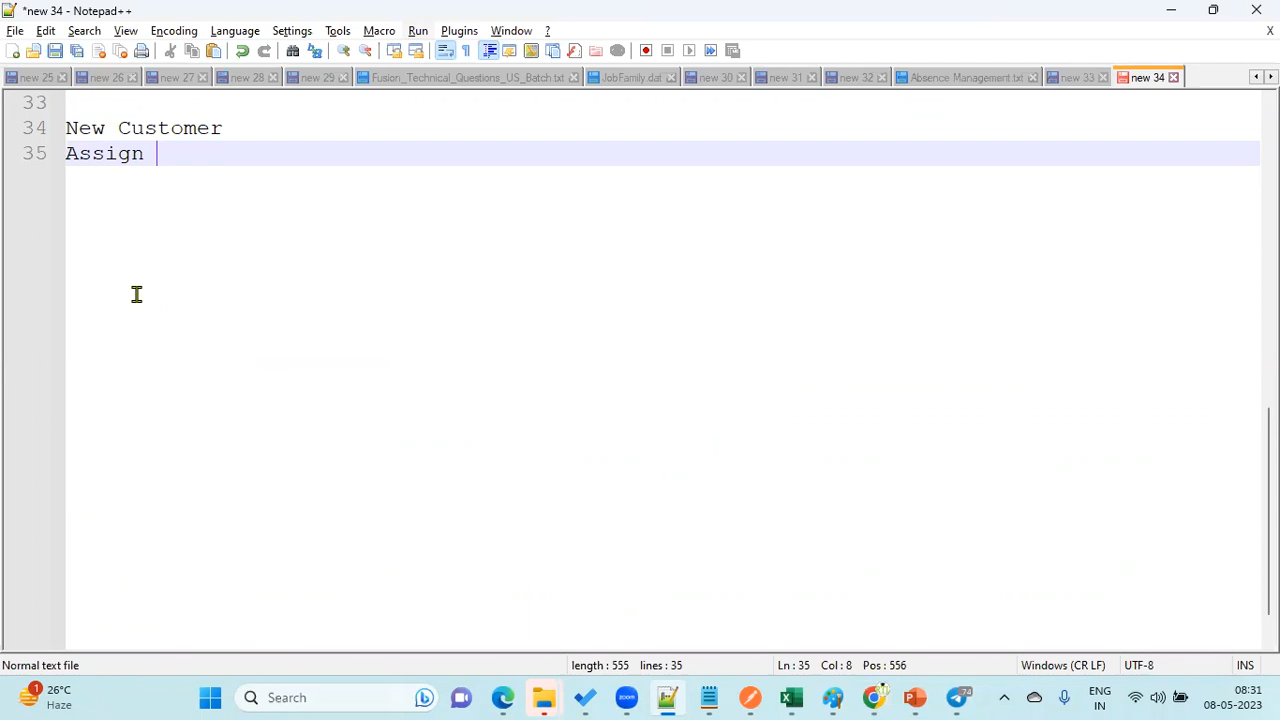 *new 34 - Notepad++
File Edit Search View Encoding Language Settings Tools Macro Run Plugins Window ? X
new 25 new 26 new 27 new 28 new 29 Fusion_Technical_Questions_US_Batch.txt JobFamily.dat new 30 new 31 new 32 Absence Management.txt new 33 new 34
33
34 New Customer
35 Assign
Normal text file length : 555 lines : 35 Ln : 35 Col : 8 Pos : 556 Windows (CR LF) UTF-8 INS
1 26°C Haze Search zoom 74 ENG IN 08:31 08-05-2023